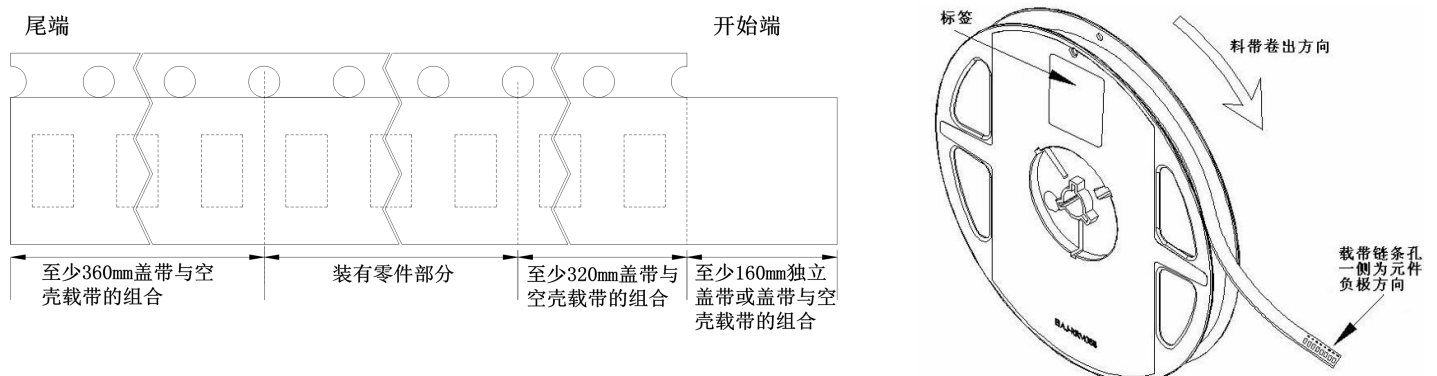 尾端
开始端
至少360mm盖带与空
壳载带的组合
装有零件部分
至少320mm盖带与
空壳载带的组合
至少160mm独立
盖带或盖带与空
壳载带的组合
标签
料带卷出方向
载带链条孔
一侧为元件
负极方向